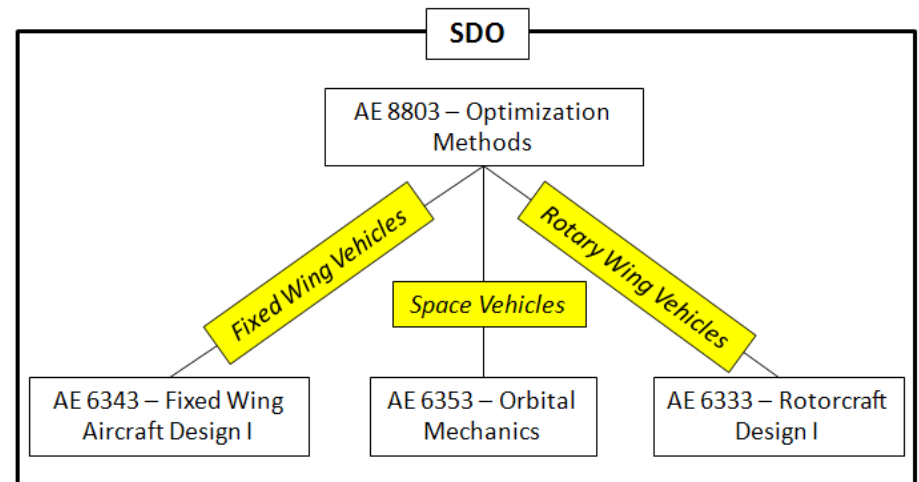 SDO
AE 8803 – Optimization
Methods
Fixed Wing Vehicles
Space Vehicles
Rotary Wing Vehicles
AE 6343 – Fixed Wing
Aircraft Design I
AE 6353 – Orbital
Mechanics
AE 6333 – Rotorcraft
Design I